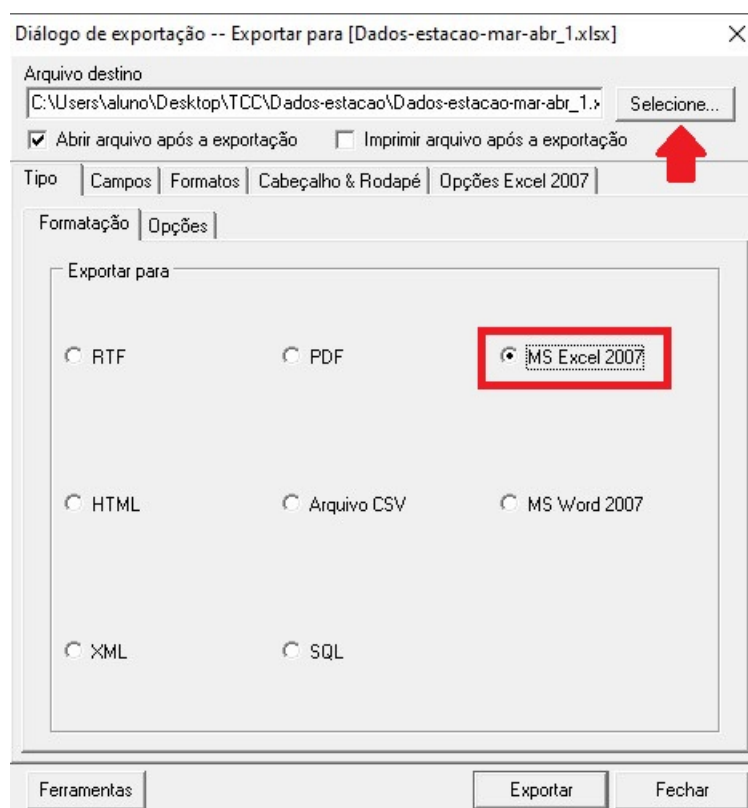 Diálogo de exportação -- Exportar para [Dados-estacao-mar-abr_1.xlsx]
Arquivo destino
C:\Users\aluno\Desktop\TCC\Dados-estacao\Dados-estacao-mar-abr_1.x Selecione...
Abrir arquivo após a exportação Imprimir arquivo após a exportação
Tipo Campos Formatos Cabeçalho & Rodapé Opções Excel 2007
Formatação Opções
Exportar para
RTF PDF MS Excel 2007
HTML Arquivo CSV MS Word 2007
XML SQL
Ferramentas Exportar Fechar